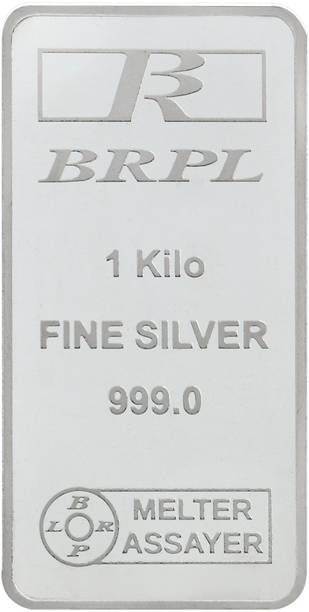 R
BRPL
1 Kilo
FINE SILVER
999.0
B
L R
P
MELTER
ASSAYER